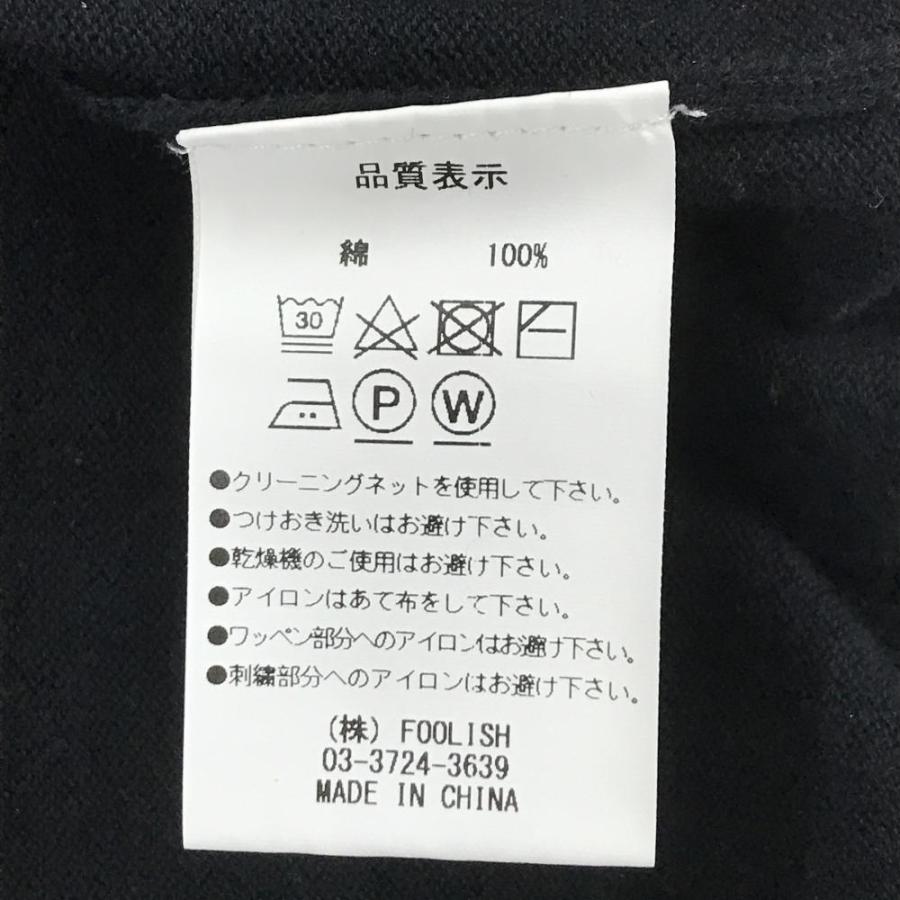 品質表示
綿 100%
30
P W
●クリーニングネットを使用して下さい。
●つけおき洗いはお避け下さい。
●乾燥機のご使用はお避け下さい。
●アイロンはあて布をして下さい。
●ワッペン部分へのアイロンはお避け下さい。
●刺繍部分へのアイロンはお避け下さい。
(株) FOOLISH
03-3724-3639
MADE IN CHINA